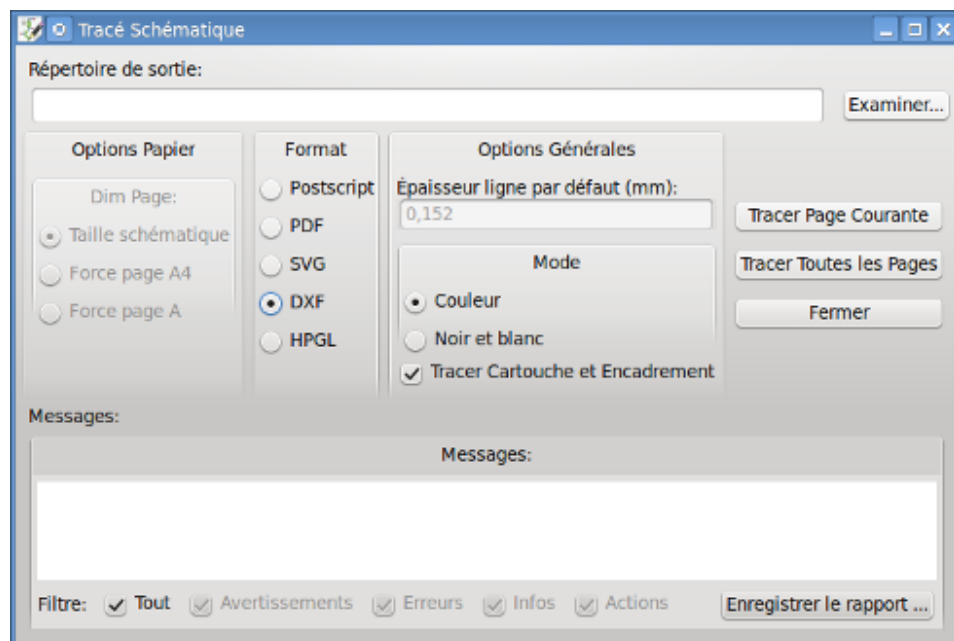 Tracé Schématique
Répertoire de sortie:
Examiner...
Options Papier
Dim Page:
Taille schématique
Force page A4
Force page A
Format
Postscript
PDF
SVG
DXF
HPGL
Options Générales
Épaisseur ligne par défaut (mm):
0,152
Mode
Couleur
Noir et blanc
Tracer Cartouche et Encadrement
Tracer Page Courante
Tracer Toutes les Pages
Fermer
Messages:
Messages:
Filtre: Tout Avertissements Erreurs Infos Actions Enregistrer le rapport ...